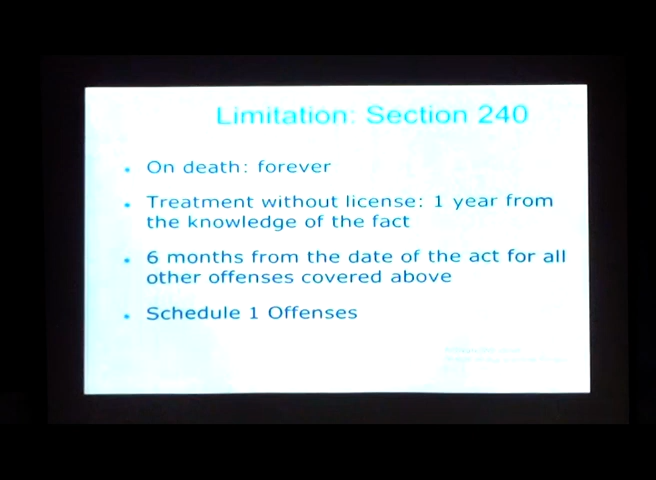 Limitation: Section 240
• On death: forever
• Treatment without license: 1 year from
the knowledge of the fact
• 6 months from the date of the act for all
other offenses covered above
• Schedule 1 Offenses